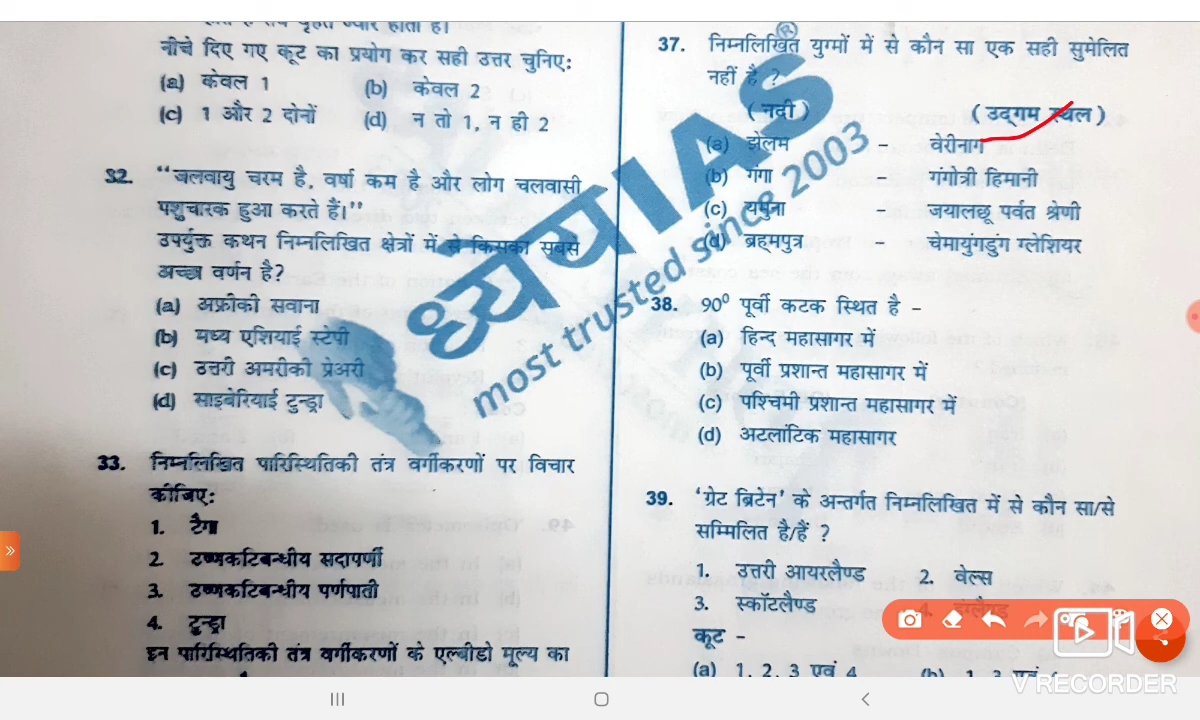 नीचे दिए गए कूट का प्रयोग कर सही उत्तर चुनिए:
(a) केवल 1 (b) केवल 2
(c) 1 और 2 दोनों (d) न तो 1, न ही 2
32. “जलवायु चरम है, वर्षा कम है और लोग चलवासी
पशुचारक हुआ करते हैं।”
उपर्युक्त कथन निम्नलिखित क्षेत्रों में से किसका सबसे
अच्छा वर्णन है?
(a) अफ्रीकी सवाना
(b) मध्य एशियाई स्टेपी
(c) उत्तरी अमरीकी प्रेअरी
(d) साइबेरियाई टुन्ड्रा
33. निम्नलिखित पारिस्थितिकी तंत्र वर्गीकरणों पर विचार
कीजिए:
1. टैगा
2. उष्णकटिबन्धीय सदापर्णी
3. उष्णकटिबन्धीय पर्णपाती
4. टुन्ड्रा
इन पारिस्थितिकी तंत्र वर्गीकरणों के एल्बीडो मूल्य का
37. निम्नलिखित युग्मों में से कौन सा एक सही सुमेलित
नहीं है ?
(नदी) (उद्गम स्थल)
(a) झेलम – वेरीनाग
(b) गंगा गंगोत्री हिमानी
(c) यमुना – जयालछू पर्वत श्रेणी
(d) ब्रह्मपुत्र – चेमायुंगडुग ग्लेशियर
38. 90⁰ पूर्वी कटक स्थित है –
(a) हिन्द महासागर में
(b) पूर्वी प्रशान्त महासागर में
(c) पश्चिमी प्रशान्त महासागर में
(d) अटलांटिक महासागर
39. ‘ग्रेट ब्रिटेन’ के अन्तर्गत निम्नलिखित में से कौन सा/से
सम्मिलित है/हैं ?
1. उत्तरी आयरलैण्ड 2. वेल्स
3. स्कॉटलैण्ड 4. इंग्लैण्ड
कूट –
(a) 1, 2, 3 एवं 4
ध्येयIAS
most trusted since 2003
V RECORDER